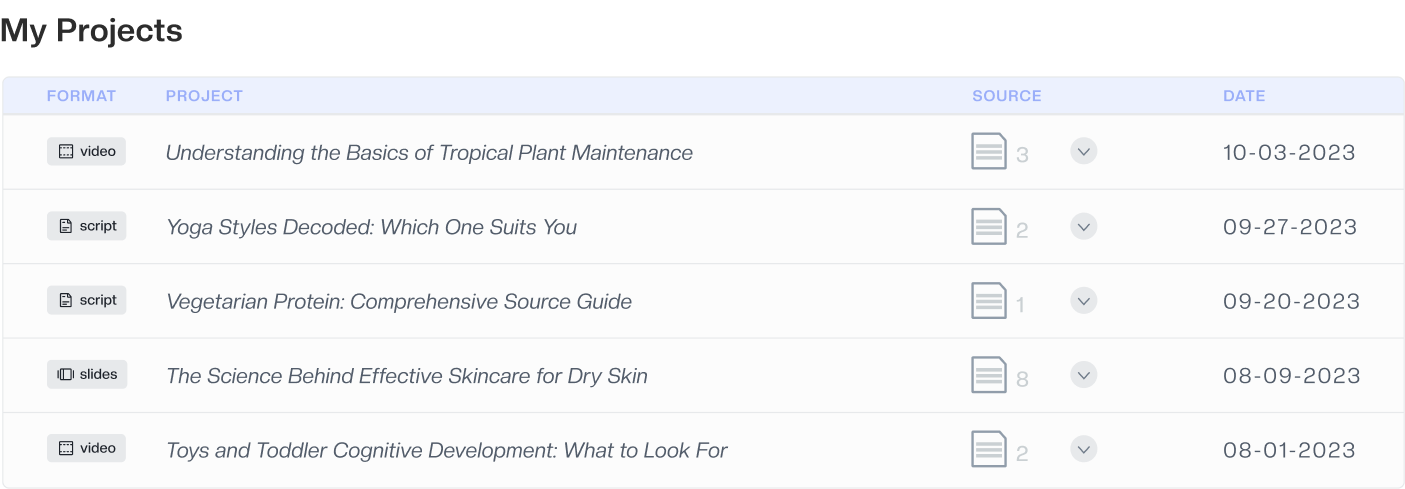 My Projects
FORMAT PROJECT SOURCE DATE
video Understanding the Basics of Tropical Plant Maintenance 3 10-03-2023
script Yoga Styles Decoded: Which One Suits You 2 09-27-2023
script Vegetarian Protein: Comprehensive Source Guide 1 09-20-2023
slides The Science Behind Effective Skincare for Dry Skin 8 08-09-2023
video Toys and Toddler Cognitive Development: What to Look For 2 08-01-2023